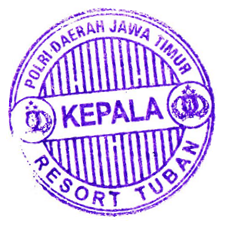 POLRI-DAERAH JAWA TIMUR
KEPALA
RESORT TUBAN